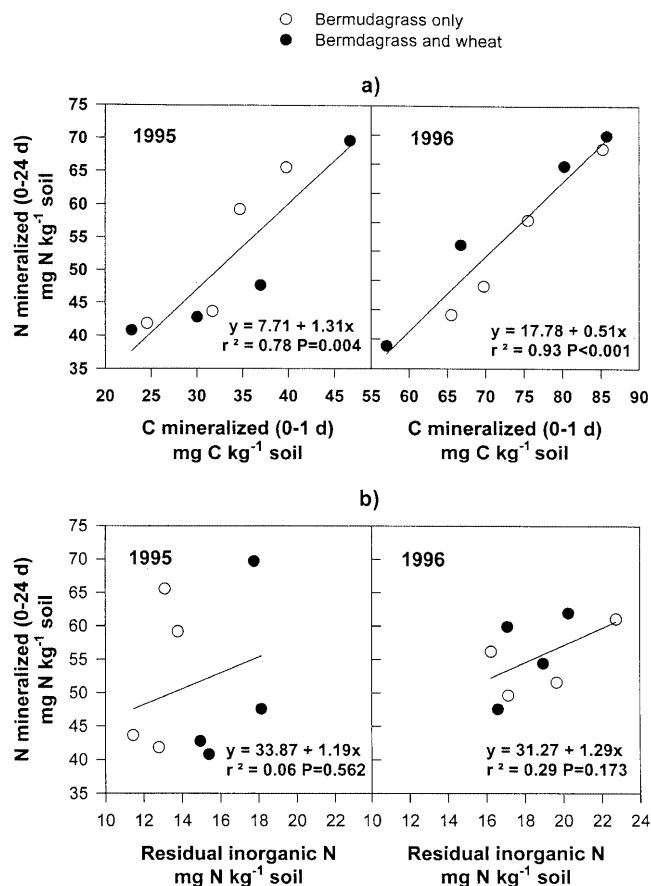 Bermudagrass only
Bermdagrass and wheat
a)
N mineralized (0-24 d)
mg N kg⁻¹ soil
75
70
65
60
55
50
45
40
35
1995
y = 7.71 + 1.31x
r ² = 0.78 P=0.004
1996
y = 17.78 + 0.51x
r ² = 0.93 P<0.001
20 25 30 35 40 45 50 55 60 65 70 75 80 85 90
C mineralized (0-1 d)
mg C kg⁻¹ soil
C mineralized (0-1 d)
mg C kg⁻¹ soil
b)
N mineralized (0-24 d)
mg N kg⁻¹ soil
75
70
65
60
55
50
45
40
35
1995
y = 33.87 + 1.19x
r ² = 0.06 P=0.562
1996
y = 31.27 + 1.29x
r ² = 0.29 P=0.173
10 12 14 16 18 20 22 10 12 14 16 18 20 22 24
Residual inorganic N
mg N kg⁻¹ soil
Residual inorganic N
mg N kg⁻¹ soil